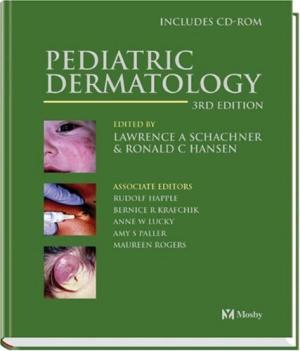 INCLUDES CD-ROM
PEDIATRIC
DERMATOLOGY
3RD EDITION
EDITED BY
LAWRENCE A SCHACHNER
& RONALD C HANSEN
ASSOCIATE EDITORS
RUDOLF HAPPLE
BERNICE R KRAFCHIK
ANNE W LUCKY
AMY S PALLER
MAUREEN ROGERS
M Mosby